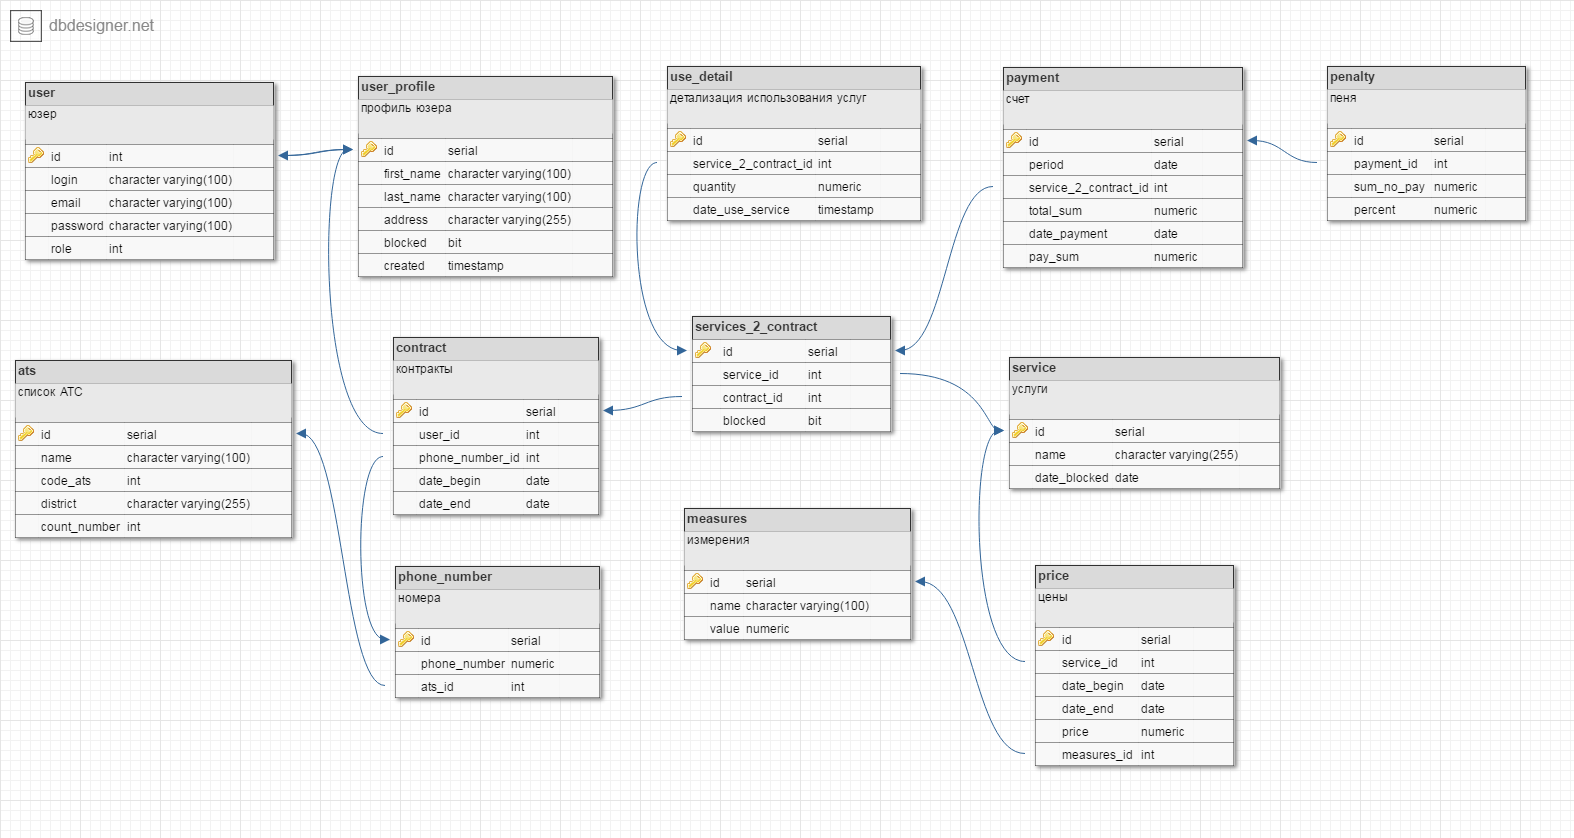 dbdesigner.net
user
юзер
id int
login character varying(100)
email character varying(100)
password character varying(100)
role int
user_profile
профиль юзера
id serial
first_name character varying(100)
last_name character varying(100)
address character varying(255)
blocked bit
created timestamp
use_detail
детализация использования услуг
id serial
service_2_contract_id int
quantity numeric
date_use_service timestamp
payment
счет
id serial
period date
service_2_contract_id int
total_sum numeric
date_payment date
pay_sum numeric
penalty
пеня
id serial
payment_id int
sum_no_pay numeric
percent numeric
ats
список АТС
id serial
name character varying(100)
code_ats int
district character varying(255)
count_number int
contract
контракты
id serial
user_id int
phone_number_id int
date_begin date
date_end date
services_2_contract
id serial
service_id int
contract_id int
blocked bit
service
услуги
id serial
name character varying(255)
date_blocked date
phone_number
номера
id serial
phone_number numeric
ats_id int
measures
измерения
id serial
name character varying(100)
value numeric
price
цены
id serial
service_id int
date_begin date
date_end date
price numeric
measures_id int